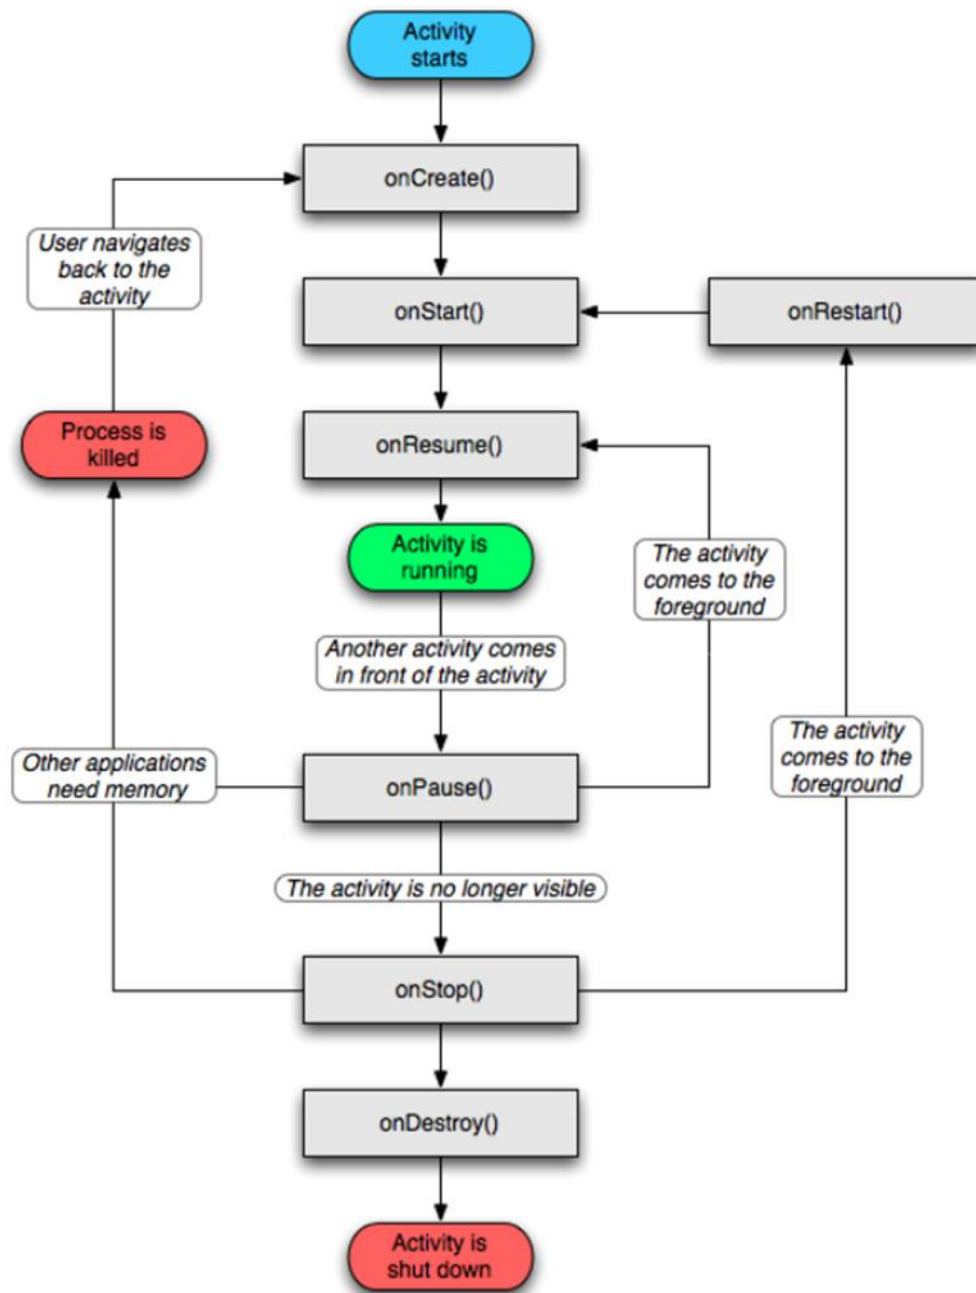 Activity
starts
onCreate()
User navigates
back to the
activity
onStart()
onRestart()
Process is
killed
onResume()
Activity is
running
The activity
comes to the
foreground
Another activity comes
in front of the activity
The activity
comes to the
foreground
Other applications
need memory
onPause()
The activity is no longer visible
onStop()
onDestroy()
Activity is
shut down